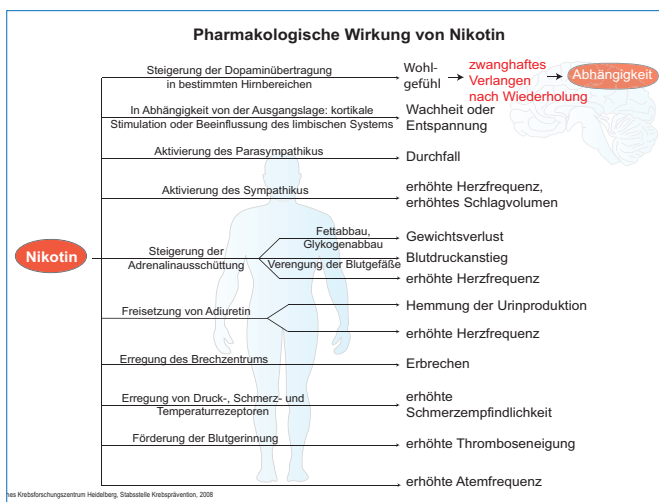 Pharmakologische Wirkung von Nikotin
Steigerung der Dopaminübertragung
in bestimmten Hirnbereichen
Wohl-
gefühl
zwanghaftes
Verlangen
nach Wiederholung
Abhängigkeit
In Abhängigkeit von der Ausgangslage: kortikale
Stimulation oder Beeinflussung des limbischen Systems
Wachheit oder
Entspannung
Aktivierung des Parasympathikus
Durchfall
Aktivierung des Sympathikus
erhöhte Herzfrequenz,
erhöhtes Schlagvolumen
Nikotin
Steigerung der
Adrenalinausschüttung
Fettabbau,
Glykogenabbau
Gewichtsverlust
Verengung der Blutgefäße
Blutdruckanstieg
erhöhte Herzfrequenz
Freisetzung von Adiuretin
Hemmung der Urinproduktion
erhöhte Herzfrequenz
Erregung des Brechzentrums
Erbrechen
Erregung von Druck-, Schmerz- und
Temperaturrezeptoren
erhöhte
Schmerzempfindlichkeit
Förderung der Blutgerinnung
erhöhte Thromboseneigung
erhöhte Atemfrequenz
nes Krebsforschungszentrum Heidelberg, Stabsstelle Krebsprävention, 2008